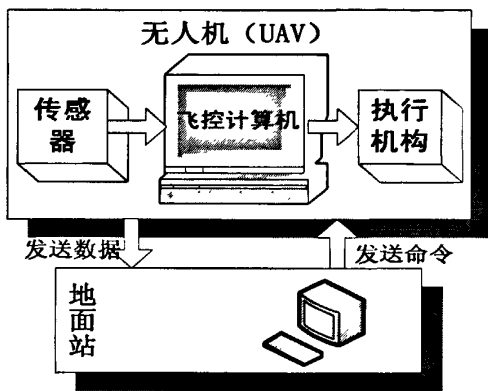 无人机（UAV）
传感
器
飞控计算机
执行
机构
发送数据
发送命令
地
面
站